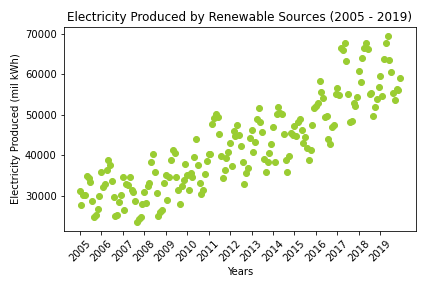 Electricity Produced by Renewable Sources (2005 - 2019)
Electricity Produced (mil kWh)
70000
60000
50000
40000
30000
2005 2006 2007 2008 2009 2010 2011 2012 2013 2014 2015 2016 2017 2018 2019
Years